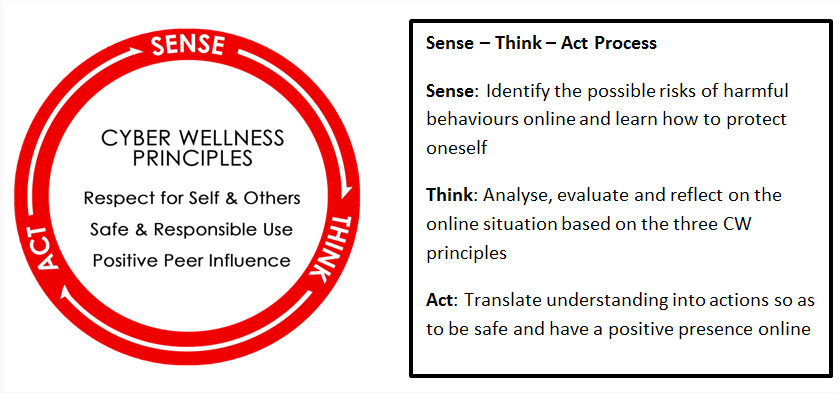 SENSE
CYBER WELLNESS
PRINCIPLES
Respect for Self & Others
Safe & Responsible Use
Positive Peer Influence
THINK
ACT
Sense – Think – Act Process
Sense: Identify the possible risks of harmful
behaviours online and learn how to protect
oneself
Think: Analyse, evaluate and reflect on the
online situation based on the three CW
principles
Act: Translate understanding into actions so as
to be safe and have a positive presence online